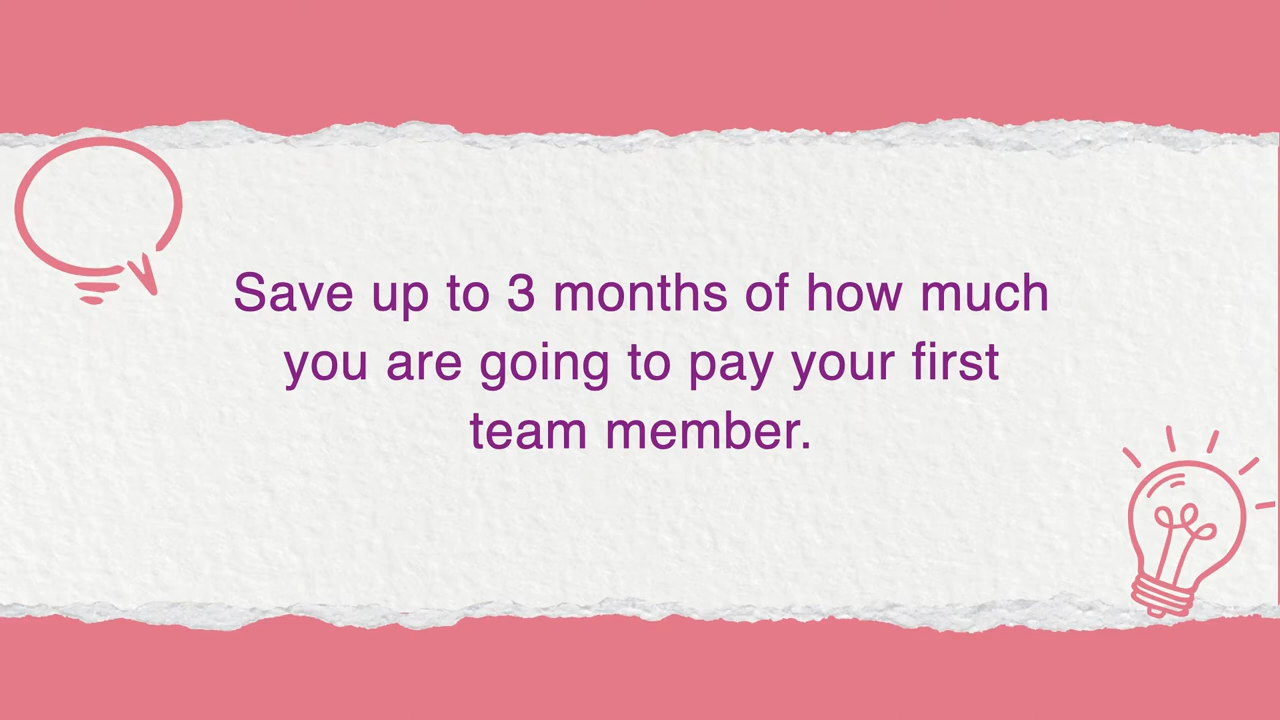 Save up to 3 months of how much
you are going to pay your first
team member.